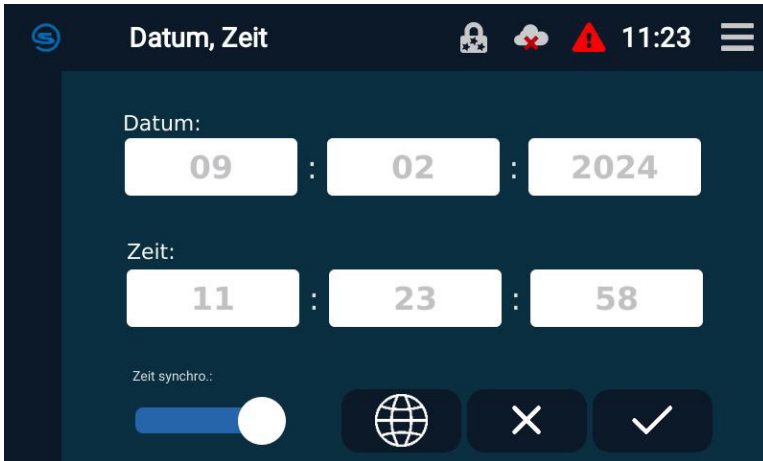 Datum, Zeit 11:23
Datum:
09 : 02 : 2024
Zeit:
11 : 23 : 58
Zeit synchro.: